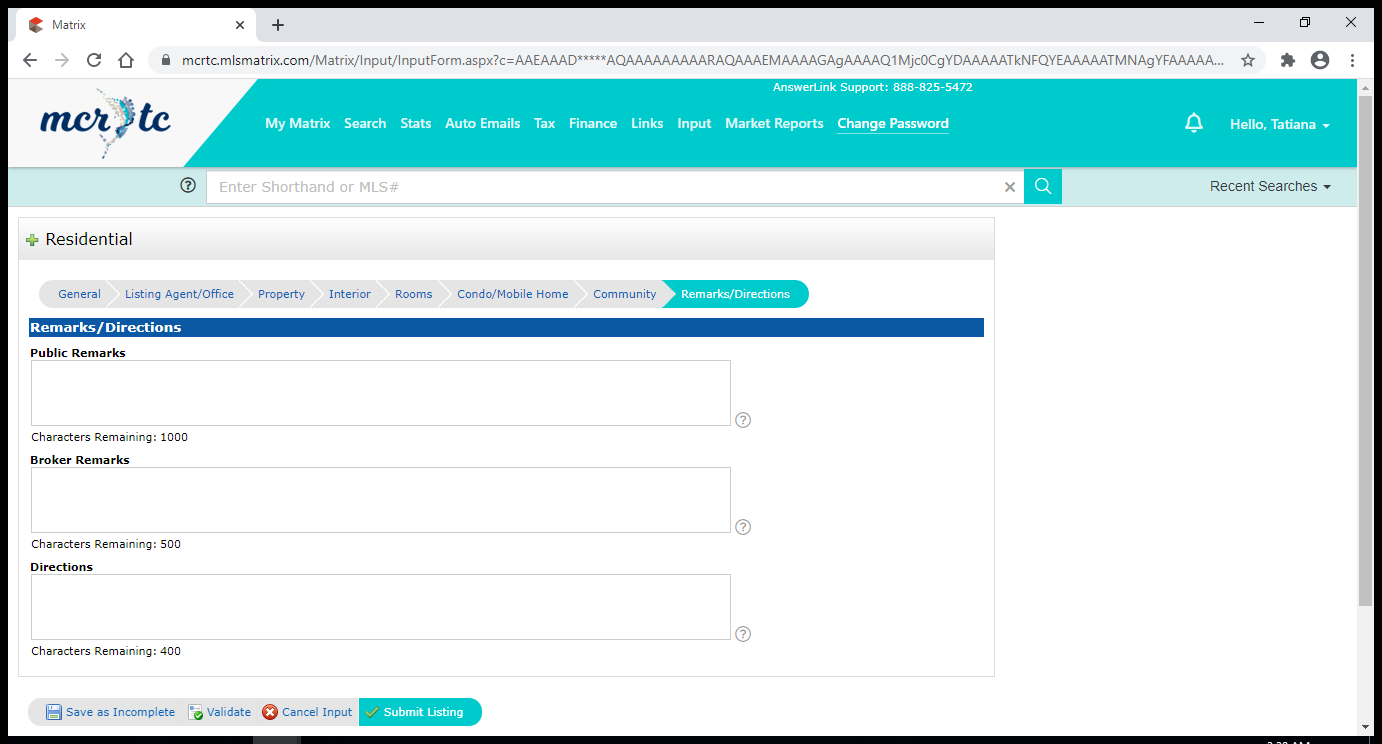 Matrix
mcrtc.mlsmatrix.com/Matrix/Input/InputForm.aspx?c=AAEAAAD*****AQAAAAAAAAARAQAAAEMAAAAGAgAAAAQ1Mjc0CgYDAAAAATkNFQYEAAAAATMNAgYFAAAAA...
AnswerLink Support: 888-825-5472
mcrtc
My Matrix Search Stats Auto Emails Tax Finance Links Input Market Reports Change Password
Hello, Tatiana
Enter Shorthand or MLS#
Recent Searches
Residential
General Listing Agent/Office Property Interior Rooms Condo/Mobile Home Community Remarks/Directions
Remarks/Directions
Public Remarks
Characters Remaining: 1000
Broker Remarks
Characters Remaining: 500
Directions
Characters Remaining: 400
Save as Incomplete Validate Cancel Input Submit Listing